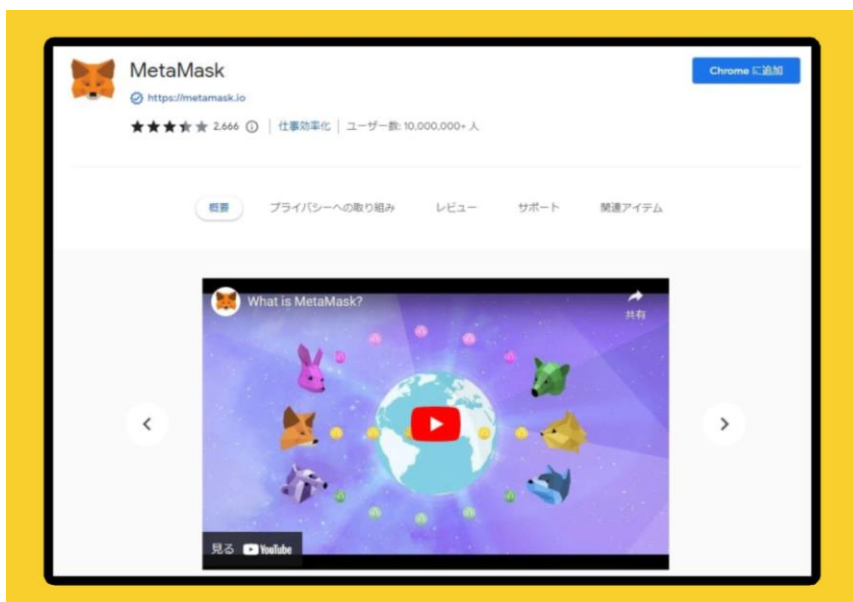 MetaMask
Chrome に追加
https://metamask.io
2,666 仕事効率化 ユーザー数: 10,000,000+ 人
概要 プライバシーへの取り組み レビュー サポート 関連アイテム
What is MetaMask?
共有
見る YouTube